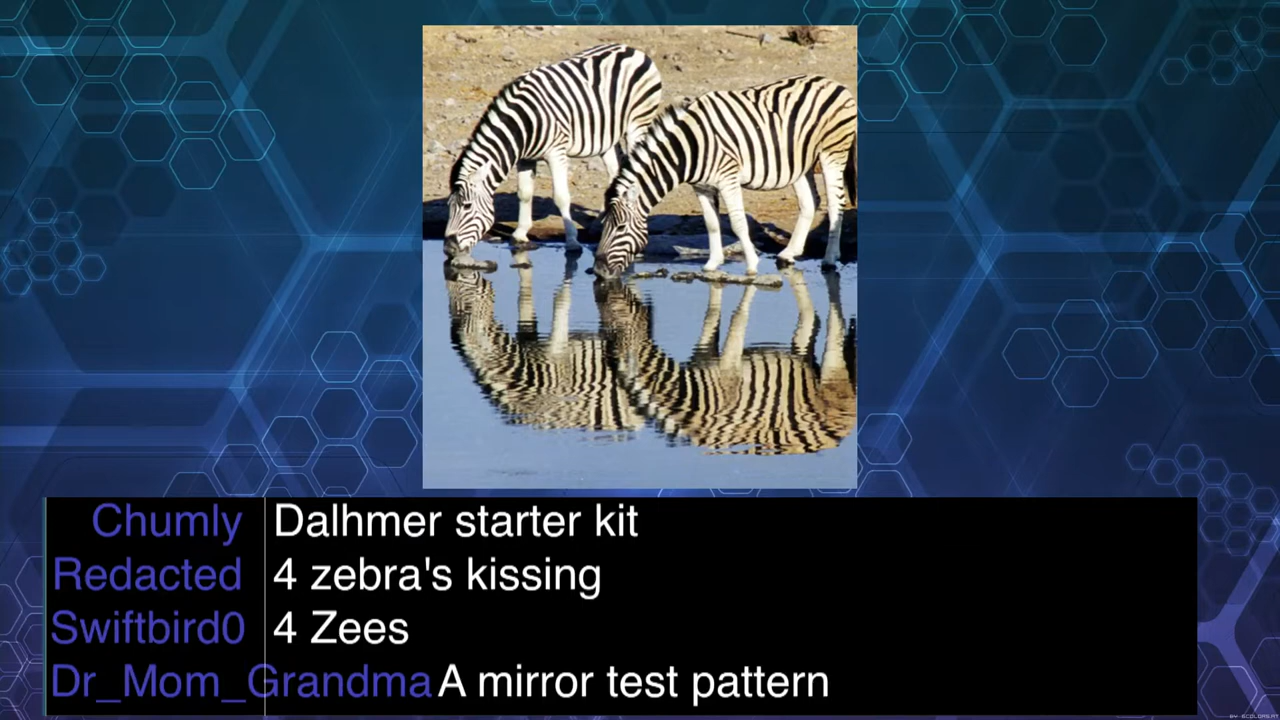 Chumly Dalhmer starter kit
Redacted 4 zebra's kissing
Swiftbird0 4 Zees
Dr_Mom_Grandma A mirror test pattern